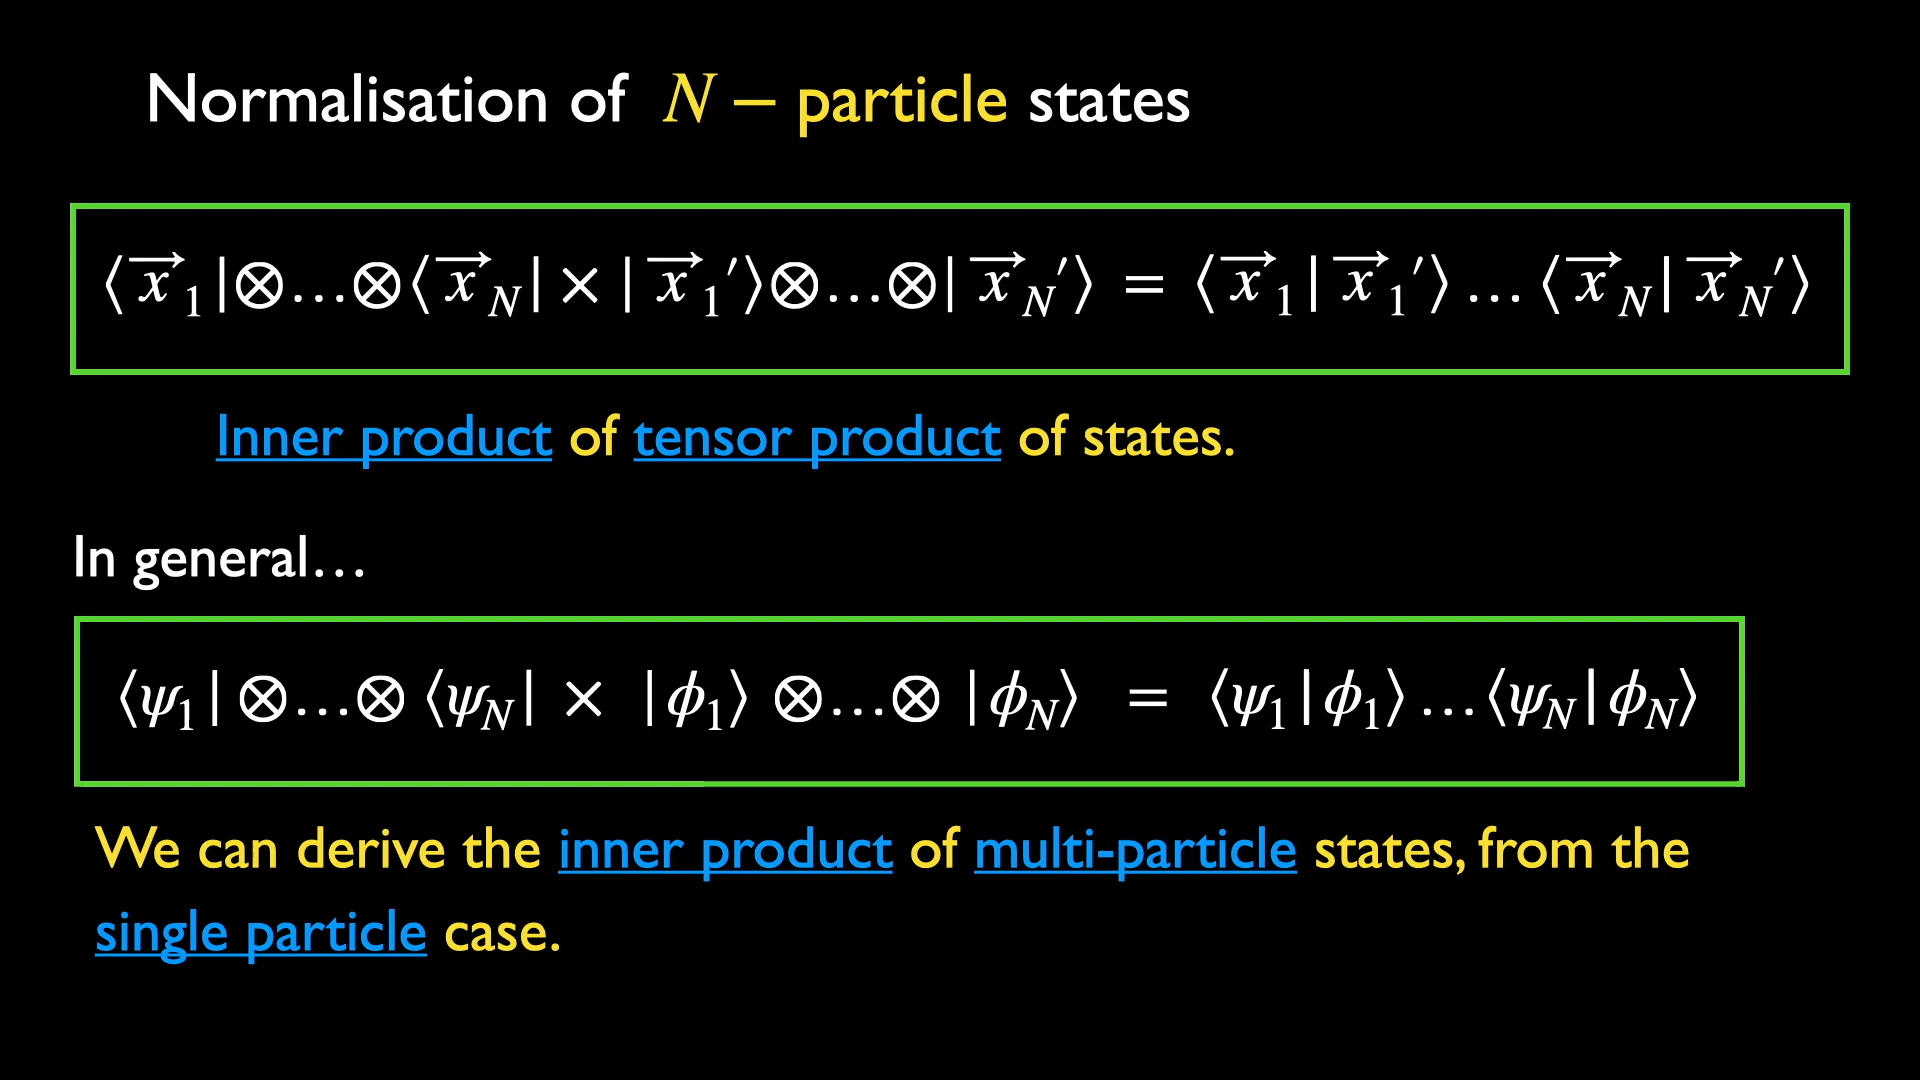 Normalisation of N – particle states
⟨x⃗₁|⊗…⊗⟨x⃗_N| × |x⃗₁′⟩⊗…⊗|x⃗_N′⟩ = ⟨x⃗₁|x⃗₁′⟩…⟨x⃗_N|x⃗_N′⟩
Inner product of tensor product of states.
In general…
⟨ψ₁|⊗…⊗⟨ψ_N| × |ϕ₁⟩⊗…⊗|ϕ_N⟩ = ⟨ψ₁|ϕ₁⟩…⟨ψ_N|ϕ_N⟩
We can derive the inner product of multi-particle states, from the
single particle case.